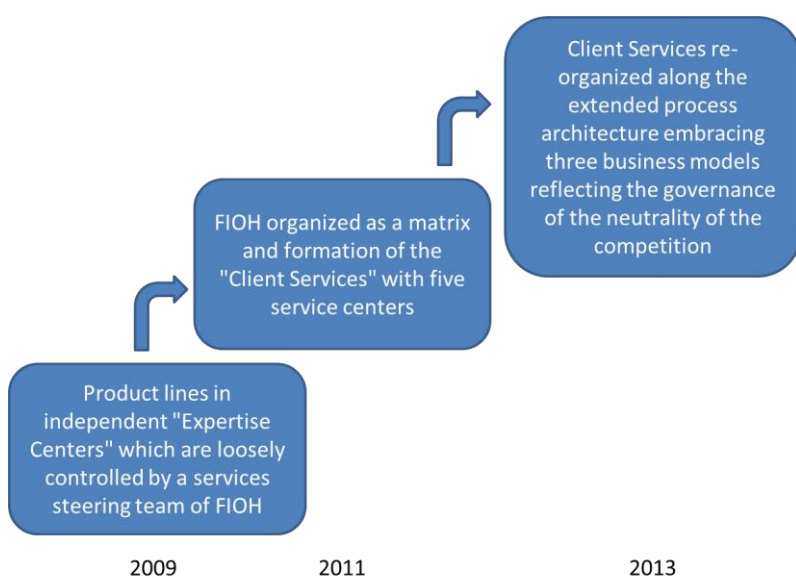 Client Services re-
organized along the
extended process
architecture embracing
three business models
reflecting the governance
of the neutrality of the
competition
FIOH organized as a matrix
and formation of the
"Client Services" with five
service centers
Product lines in
independent "Expertise
Centers" which are loosely
controlled by a services
steering team of FIOH
2009 2011 2013